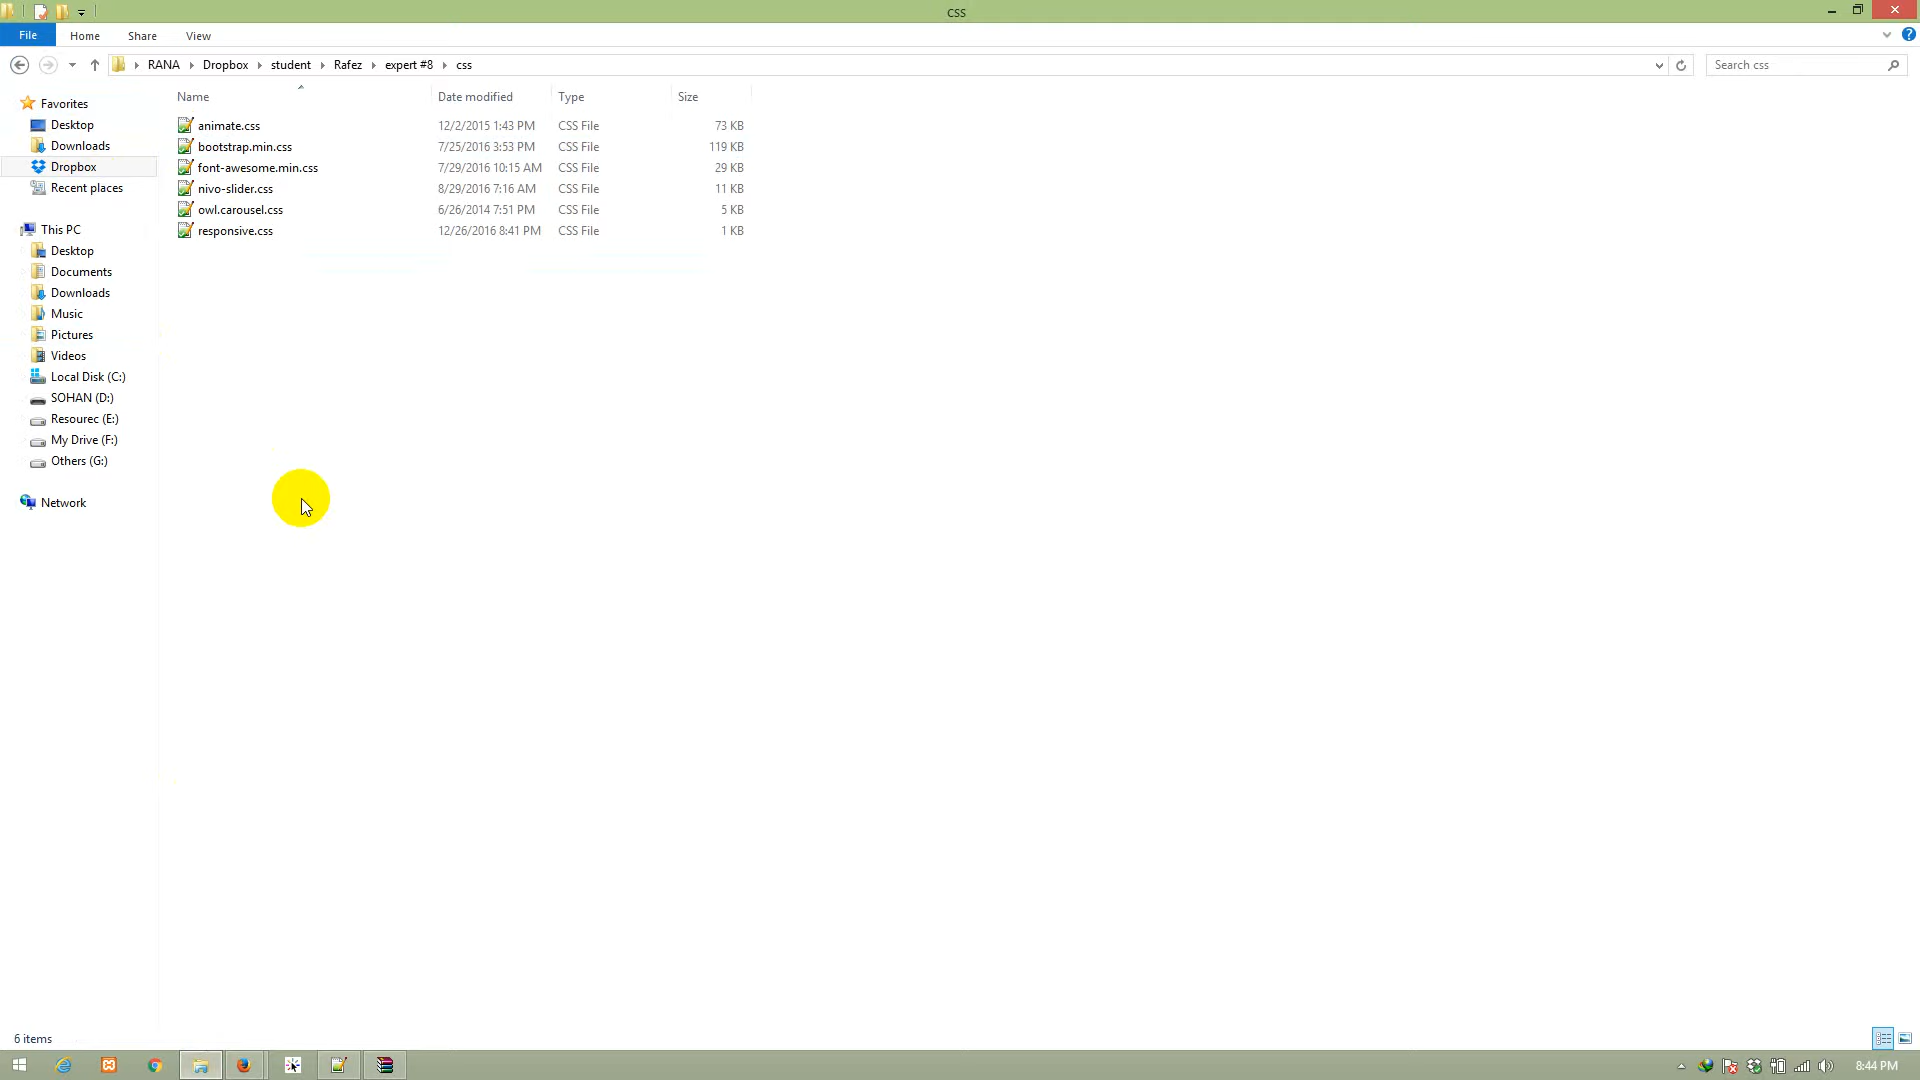 CSS
File Home Share View
RANA Dropbox student Rafez expert #8 css Search css
Name Date modified Type Size
animate.css 12/2/2015 1:43 PM CSS File 73 KB
bootstrap.min.css 7/25/2016 3:53 PM CSS File 119 KB
font-awesome.min.css 7/29/2016 10:15 AM CSS File 29 KB
nivo-slider.css 8/29/2016 7:16 AM CSS File 11 KB
owl.carousel.css 6/26/2014 7:51 PM CSS File 5 KB
responsive.css 12/26/2016 8:41 PM CSS File 1 KB
Favorites
Desktop
Downloads
Dropbox
Recent places
This PC
Desktop
Documents
Downloads
Music
Pictures
Videos
Local Disk (C:)
SOHAN (D:)
Resourec (E:)
My Drive (F:)
Others (G:)
Network
6 items
8:44 PM